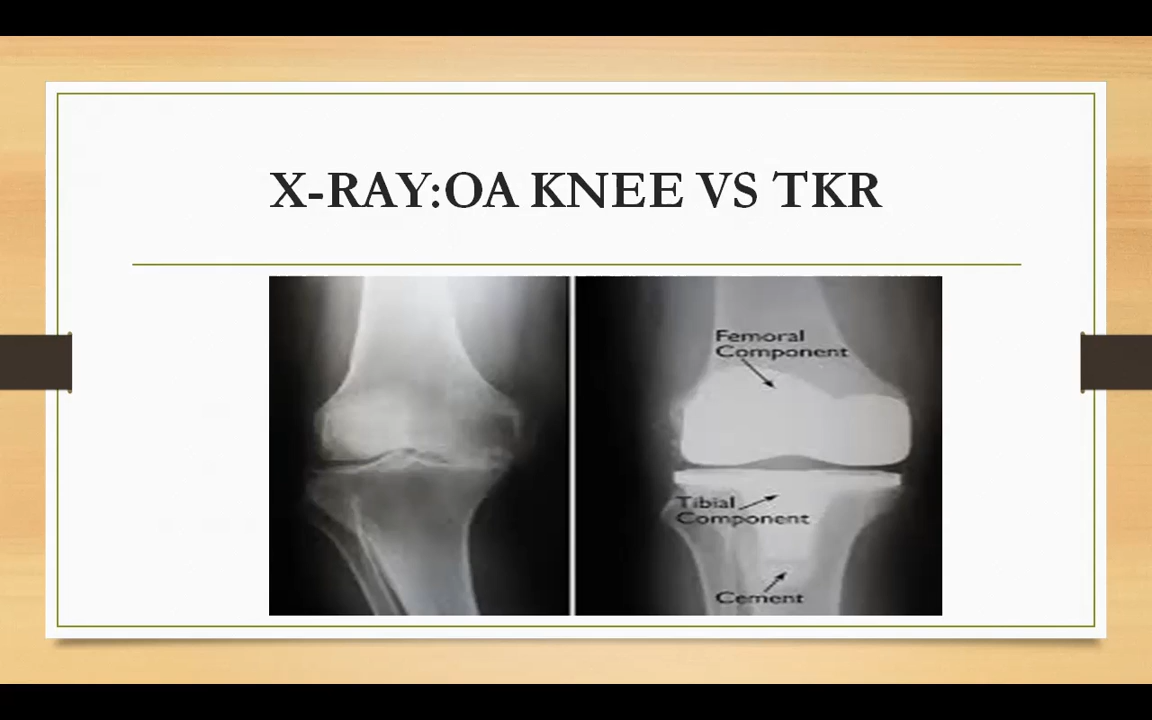 X-RAY:OA KNEE VS TKR
Femoral
Component
Tibial
Component
Cement